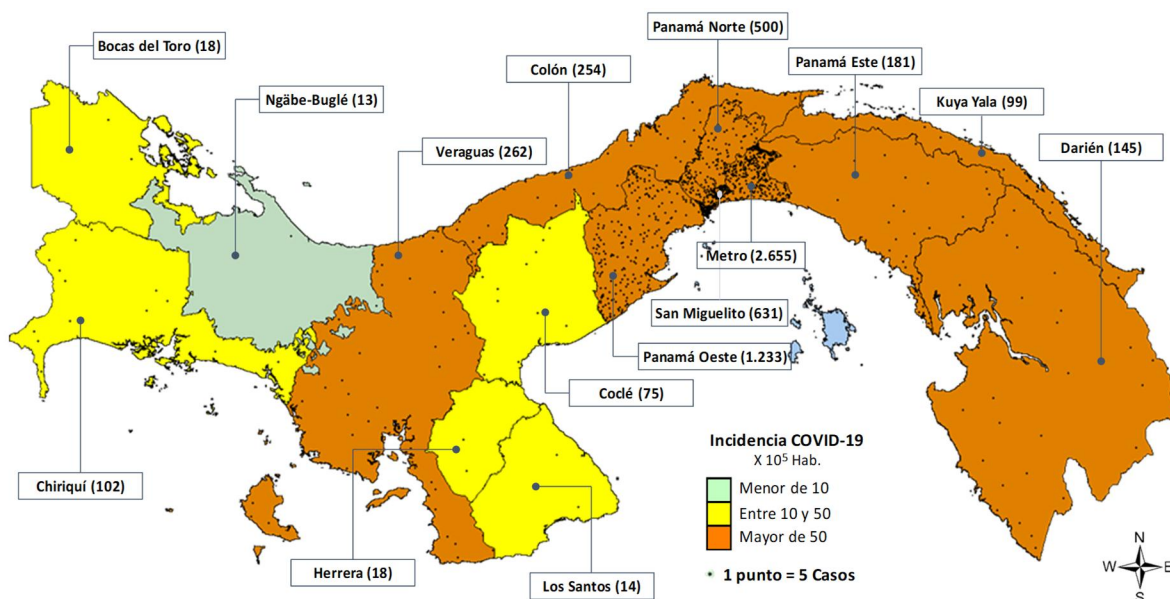 Panamá Norte (500)
Bocas del Toro (18)
Colón (254)
Panamá Este (181)
Ngäbe-Buglé (13)
Kuya Yala (99)
Veraguas (262)
Darién (145)
Metro (2.655)
San Miguelito (631)
Panamá Oeste (1.233)
Coclé (75)
Chiriquí (102)
Herrera (18)
Los Santos (14)
Incidencia COVID-19
X 10⁵ Hab.
Menor de 10
Entre 10 y 50
Mayor de 50
1 punto = 5 Casos
N
W E
S